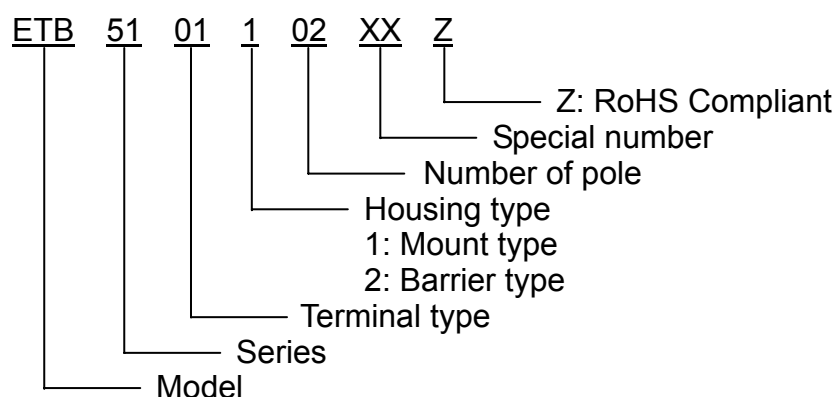 ETB 51 01 1 02 XX Z
Z: RoHS Compliant
Special number
Number of pole
Housing type
1: Mount type
2: Barrier type
Terminal type
Series
Model